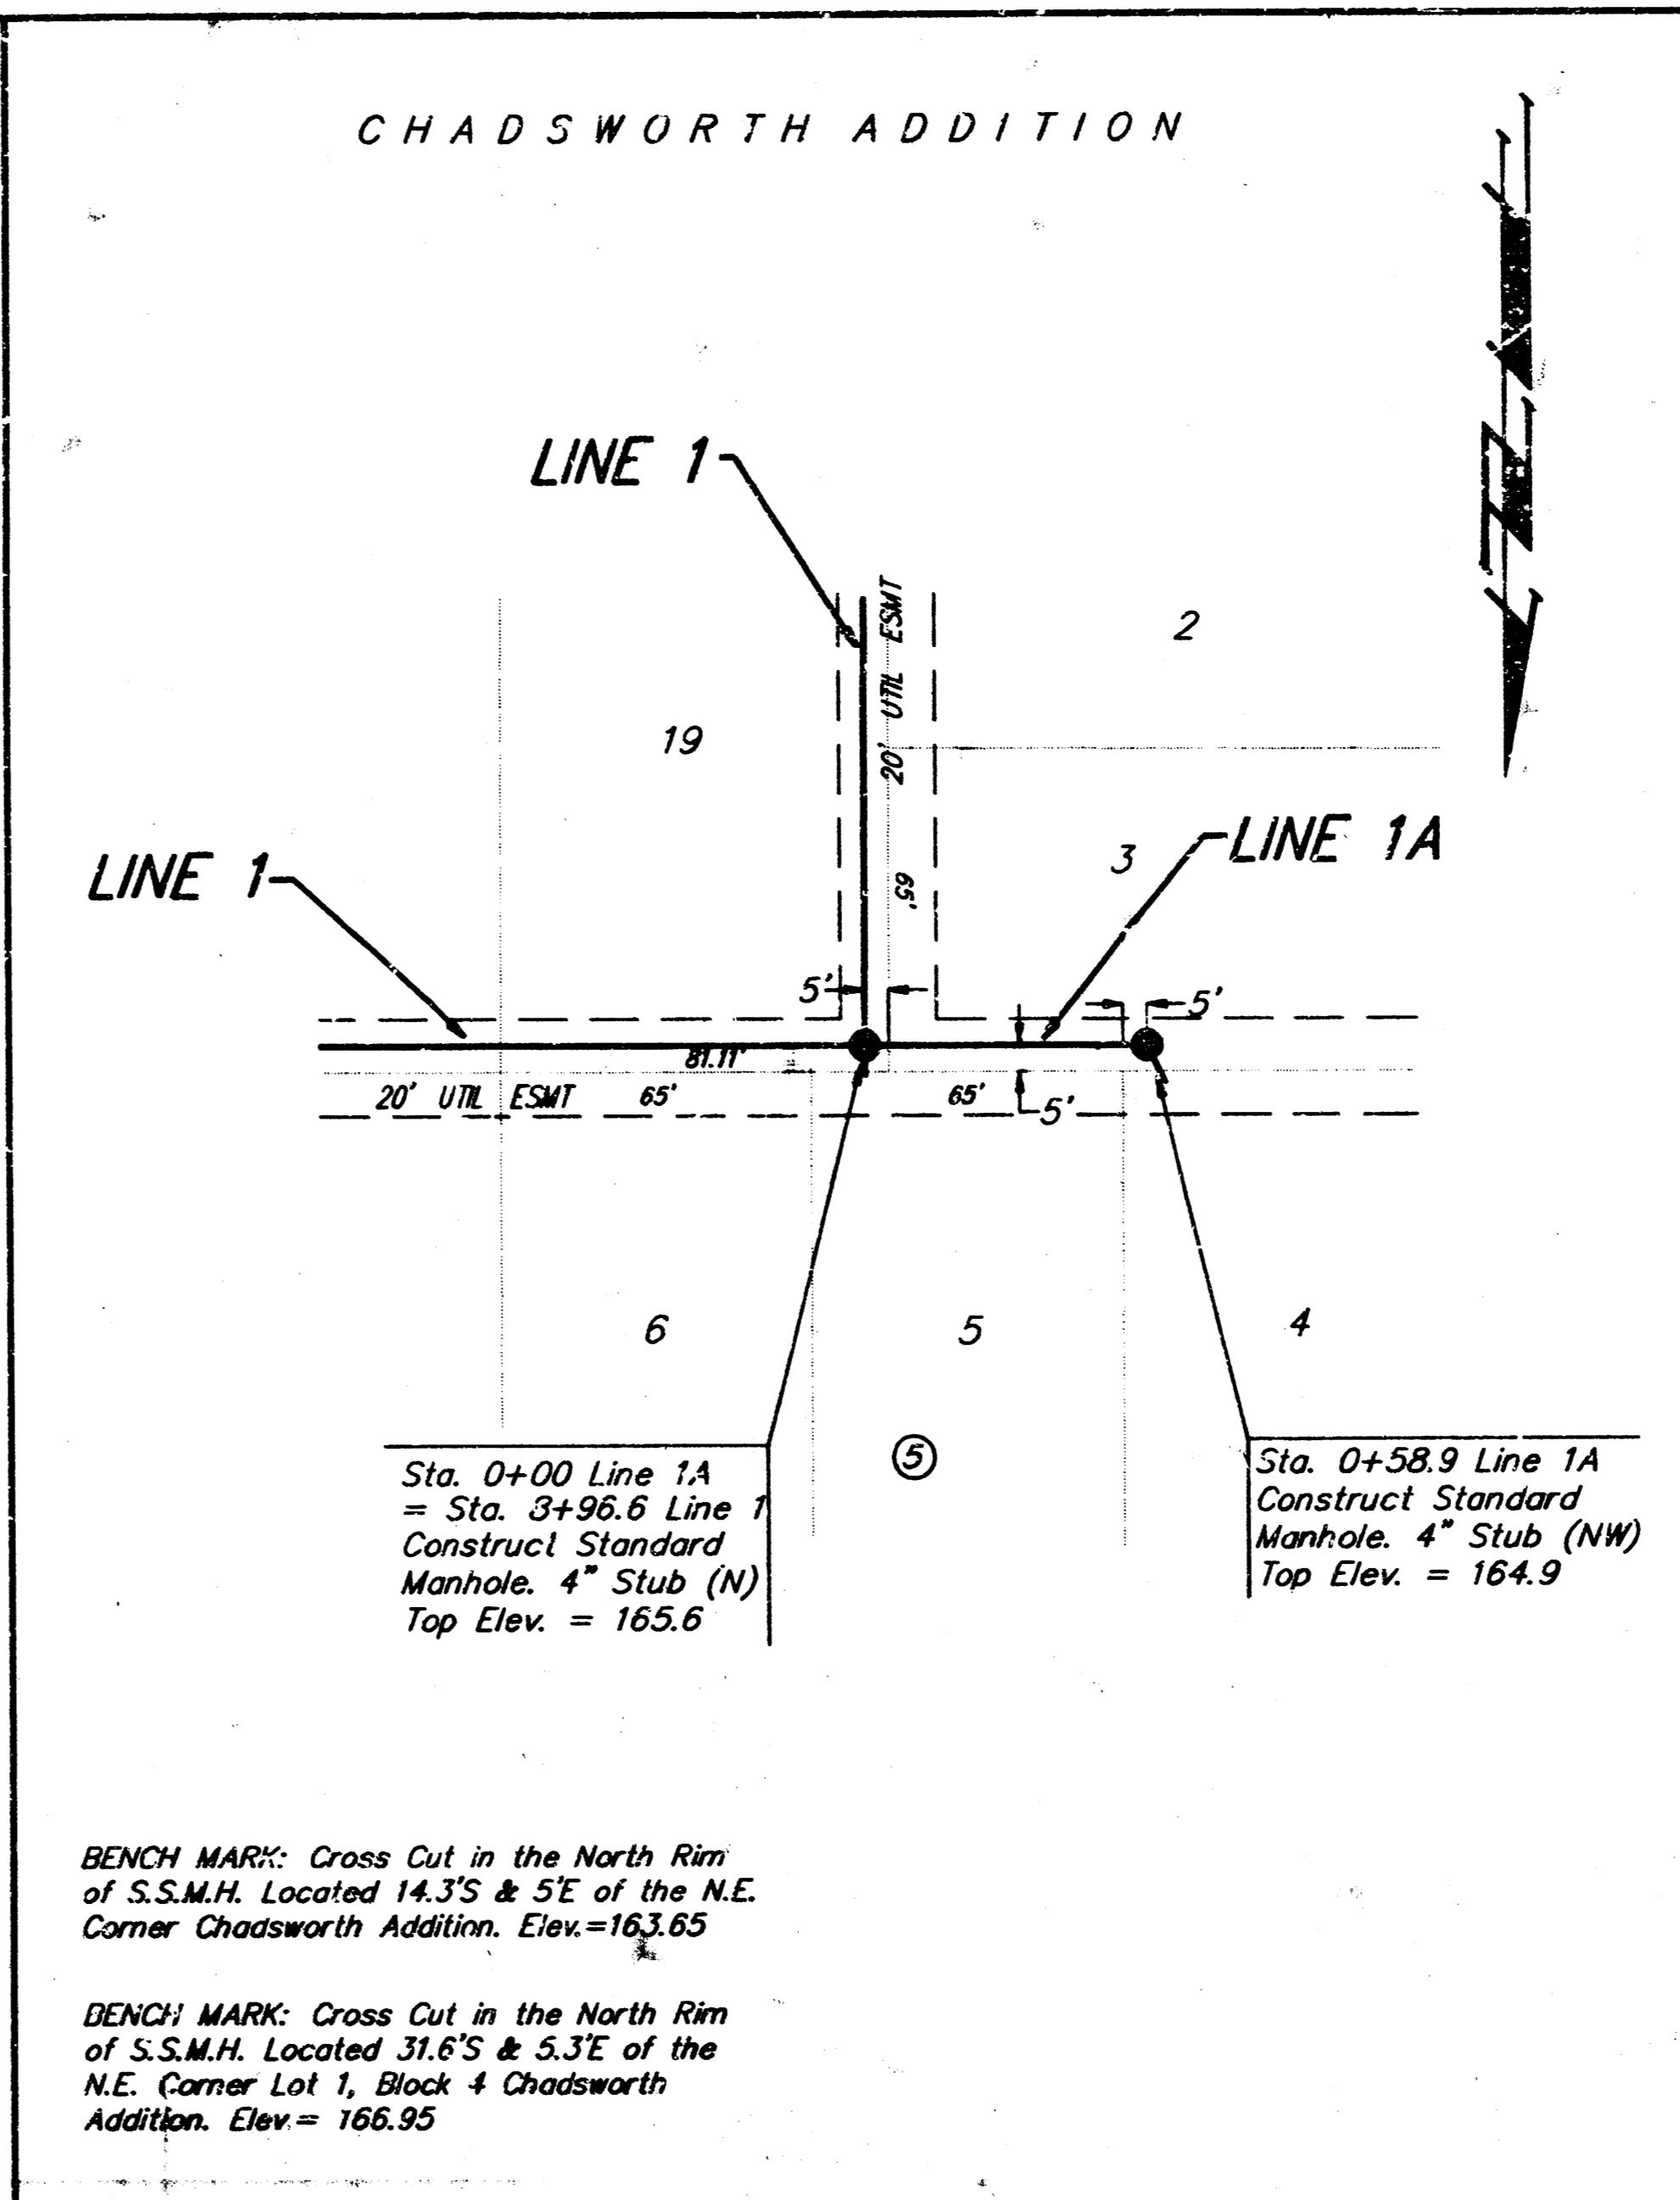 CHADSWORTH ADDITION
LINE 1
20' UTIL ESMT
2
19
LINE 1
3
LINE 1A
65'
5'
5'
81.11'
20' UTIL ESMT
65'
65'
5'
6
5
4
5
Sta. 0+00 Line 1A
= Sta. 3+96.6 Line 1
Construct Standard
Manhole. 4" Stub (N)
Top Elev. = 165.6
Sta. 0+58.9 Line 1A
Construct Standard
Manhole. 4" Stub (NW)
Top Elev. = 164.9
BENCH MARK: Cross Cut in the North Rim
of S.S.M.H. Located 14.3'S & 5'E of the N.E.
Corner Chadsworth Addition. Elev.=163.65
BENCH MARK: Cross Cut in the North Rim
of S.S.M.H. Located 31.6'S & 5.3'E of the
N.E. Corner Lot 1, Block 4 Chadsworth
Addition. Elev.= 166.95